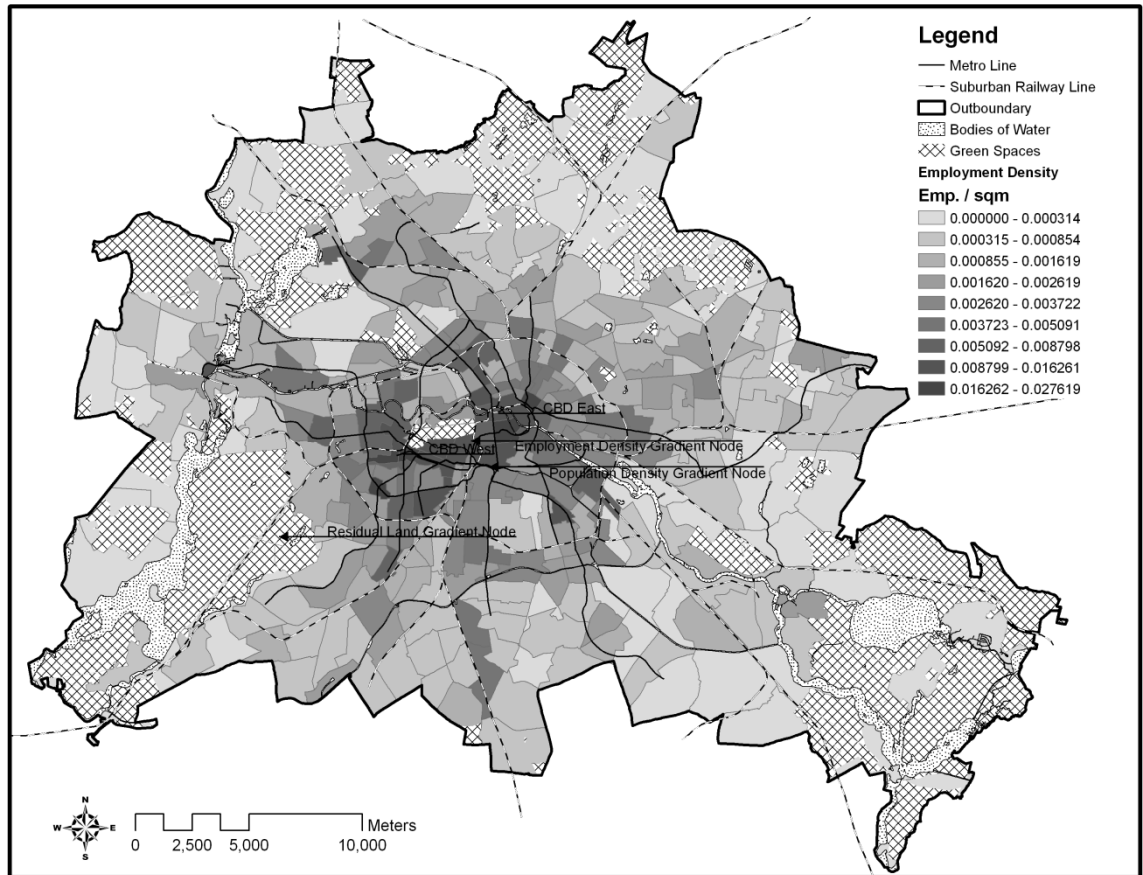 Legend
Metro Line
Suburban Railway Line
Outboundary
Bodies of Water
Green Spaces
Employment Density
Emp. / sqm
0.000000 - 0.000314
0.000315 - 0.000854
0.000855 - 0.001619
0.001620 - 0.002619
0.002620 - 0.003722
0.003723 - 0.005091
0.005092 - 0.008798
0.008799 - 0.016261
0.016262 - 0.027619
CBD East
CBD West
Employment Density Gradient Node
Population Density Gradient Node
Residual Land Gradient Node
N
W E
S
Meters
0 2,500 5,000 10,000